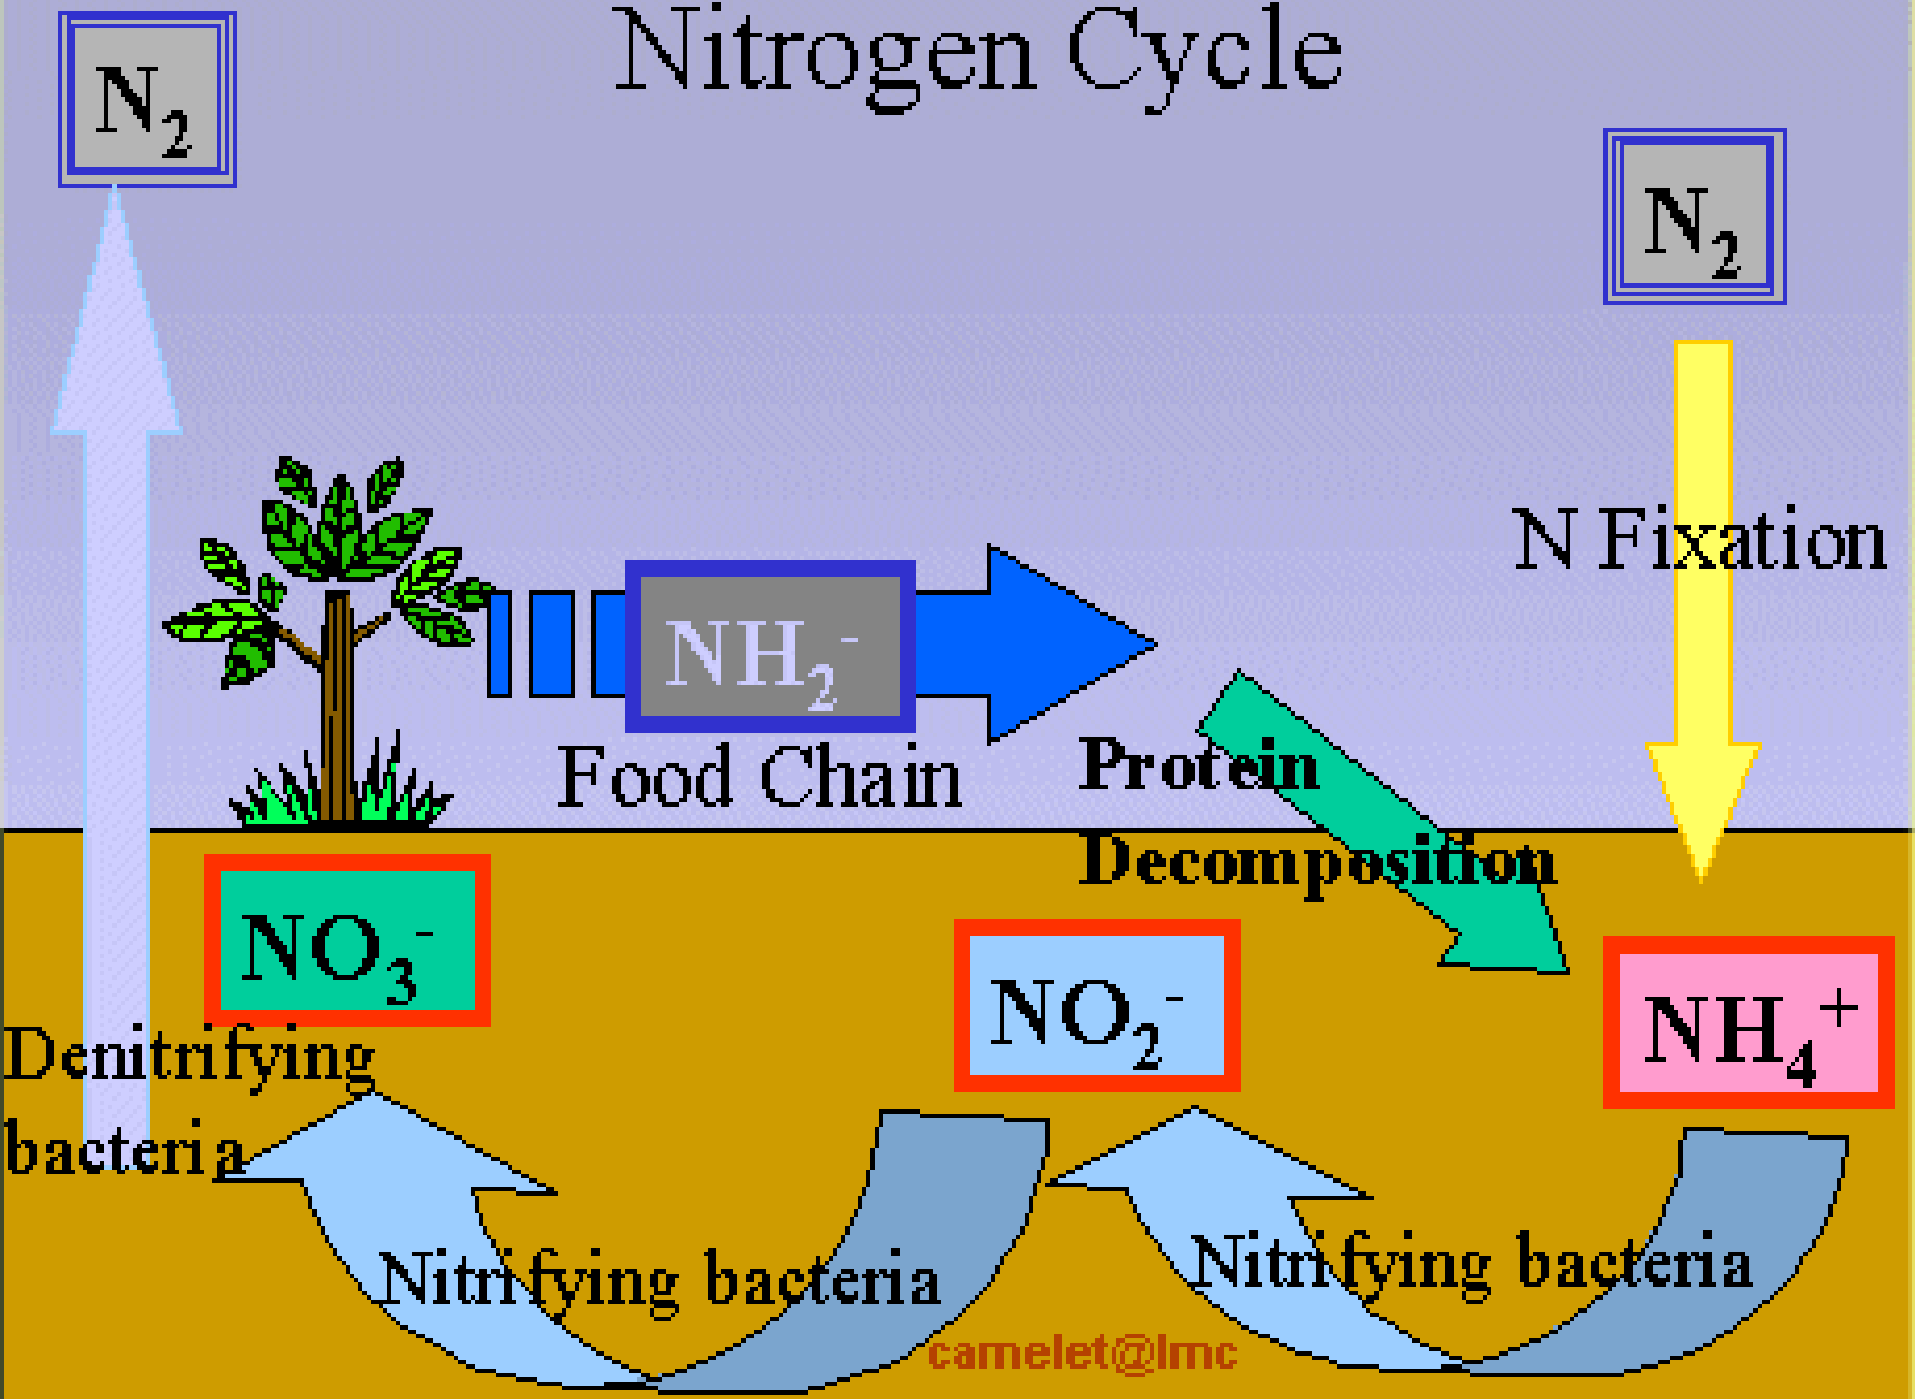 Nitrogen Cycle
N₂
N₂
N Fixation
NH₂⁻
Food Chain
Protein
Decomposition
NO₃⁻
NO₂⁻
NH₄⁺
Denitrifying
bacteria
Nitrifying bacteria
Nitrifying bacteria
camelet@lmc